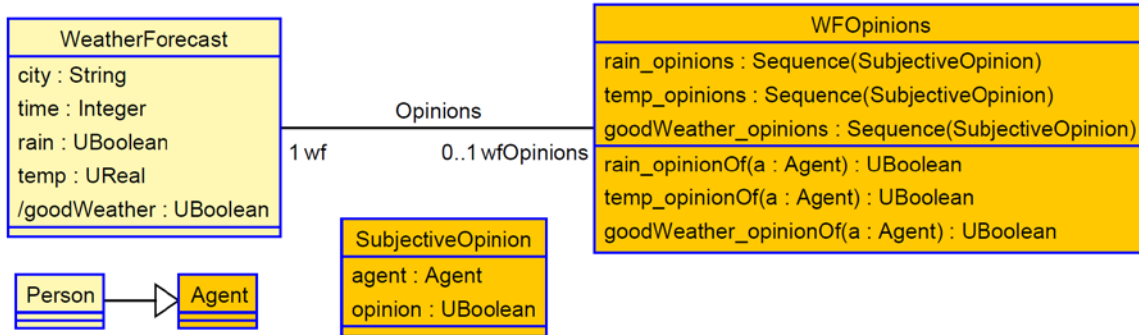 WeatherForecast
city : String
time : Integer
rain : UBoolean
temp : UReal
/goodWeather : UBoolean
Opinions
1 wf
0..1 wfOpinions
WFOpinions
rain_opinions : Sequence(SubjectiveOpinion)
temp_opinions : Sequence(SubjectiveOpinion)
goodWeather_opinions : Sequence(SubjectiveOpinion)
rain_opinionOf(a : Agent) : UBoolean
temp_opinionOf(a : Agent) : UBoolean
goodWeather_opinionOf(a : Agent) : UBoolean
SubjectiveOpinion
agent : Agent
opinion : UBoolean
Person
Agent